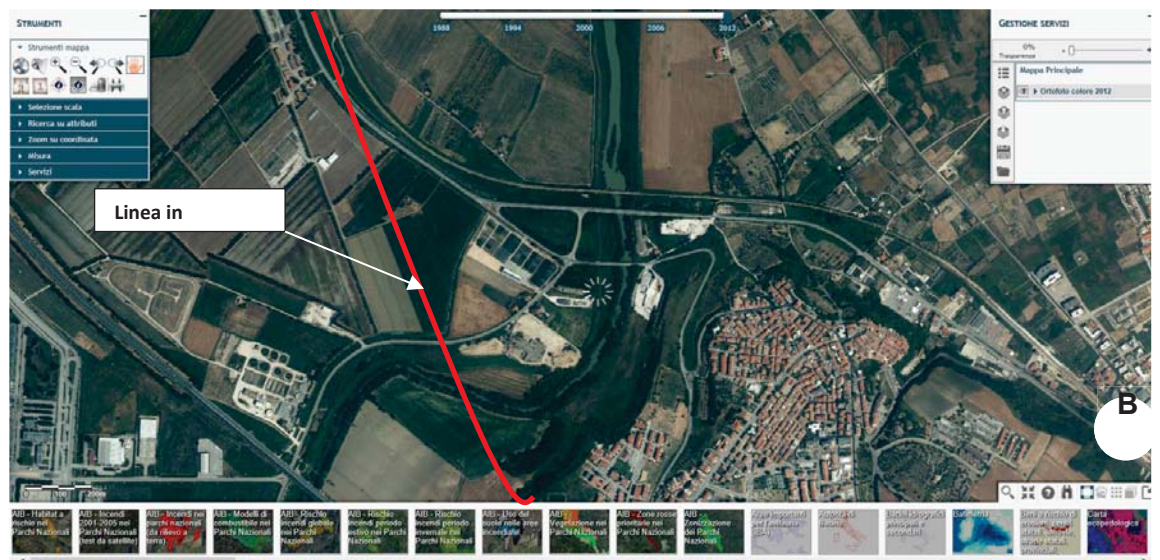 STRUMENTI
Strumenti mappa
Selezione scala
Ricerca su attributi
Zoom su coordinata
Misura
Servizi
1988 1994 2000 2006 2012
GESTIONE SERVIZI
0%
Trasparenza
Mappa Principale
Ortofoto colore 2012
Linea in
B
0 100 200m
AIB - Habitat a rischio nei Parchi Nazionali
AIB - Incendi 2001-2005 nei Parchi Nazionali (test da satellite)
AIB - Incendi nei parchi nazionali (da rilievo a terra)
AIB - Modelli di combustibile nei Parchi Nazionali
AIB - Rischio incendi globale nei Parchi Nazionali
AIB - Rischio incendi periodo estivo nei Parchi Nazionali
AIB - Rischio incendi periodo invernale nei Parchi Nazionali
AIB - Uso del suolo nelle aree incendiate
AIB - Vegetazione nei Parchi Nazionali
AIB - Zone rosse prioritarie nei Parchi Nazionali
AIB - Zonizzazione dei Parchi Nazionali
Batimetria
Carta ecopedologica